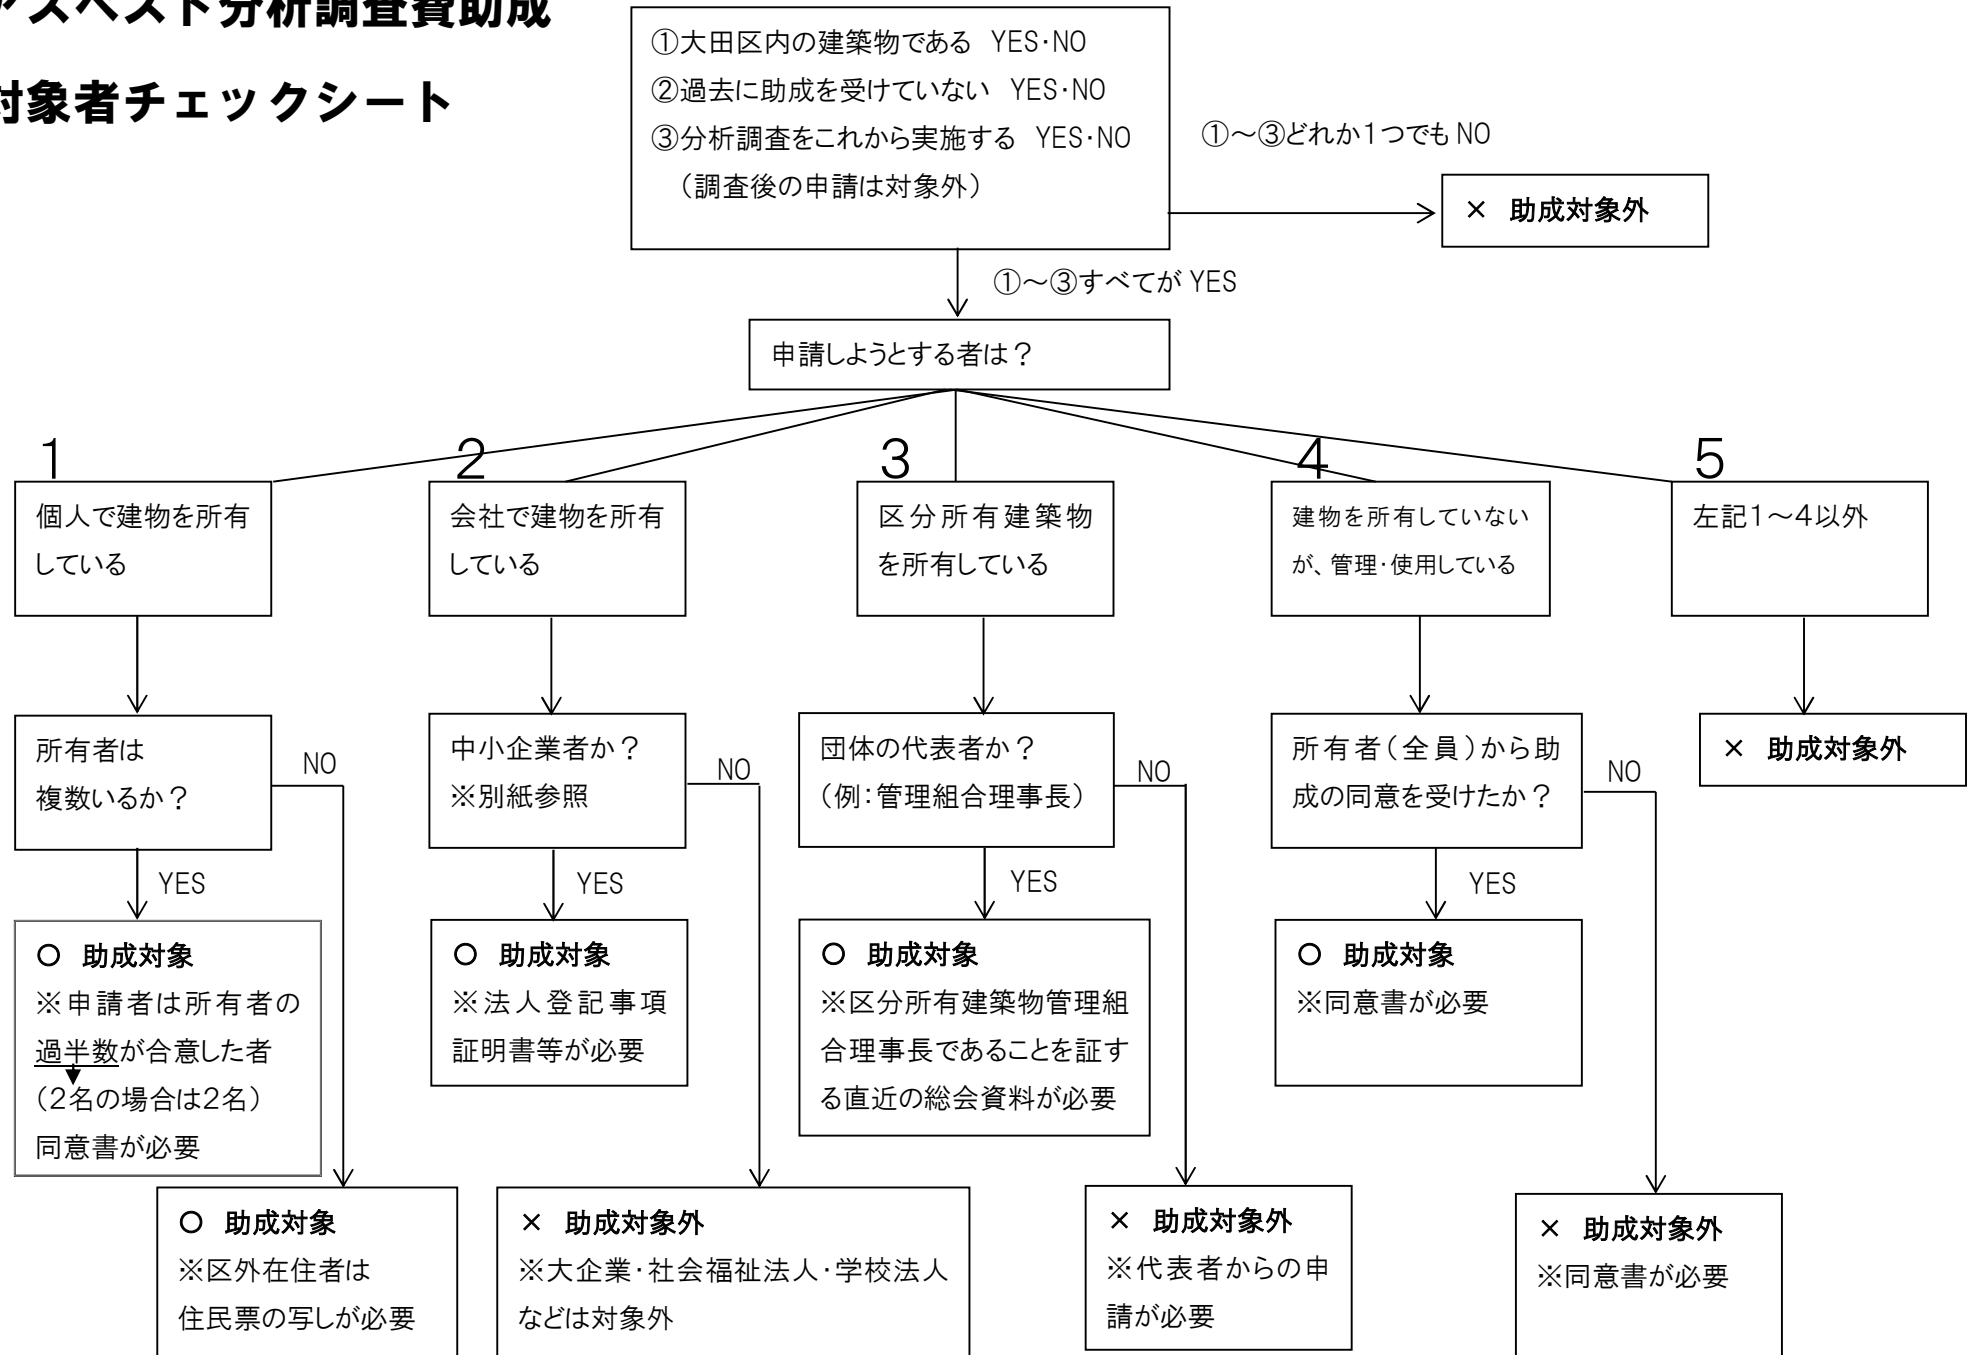 アスベスト分析調査費助成
対象者チェックシート
①大田区内の建築物である YES･NO
②過去に助成を受けていない YES･NO
③分析調査をこれから実施する YES･NO
（調査後の申請は対象外）
①～③どれか１つでも NO
× 助成対象外
①～③すべてが YES
申請しようとする者は？
1
個人で建物を所有
している
2
会社で建物を所有
している
3
区分所有建築物
を所有している
4
建物を所有していない
が、管理･使用している
5
左記１～４以外
所有者は
複数いるか？
NO
YES
中小企業者か？
※別紙参照
NO
YES
団体の代表者か？
（例：管理組合理事長）
NO
YES
所有者（全員）から助
成の同意を受けたか？
NO
YES
× 助成対象外
○ 助成対象
※申請者は所有者の
過半数が合意した者
（２名の場合は２名）
同意書が必要
○ 助成対象
※法人登記事項
証明書等が必要
○ 助成対象
※区分所有建築物管理組
合理事長であることを証す
る直近の総会資料が必要
○ 助成対象
※同意書が必要
○ 助成対象
※区外在住者は
住民票の写しが必要
× 助成対象外
※大企業･社会福祉法人･学校法人
などは対象外
× 助成対象外
※代表者からの申
請が必要
× 助成対象外
※同意書が必要